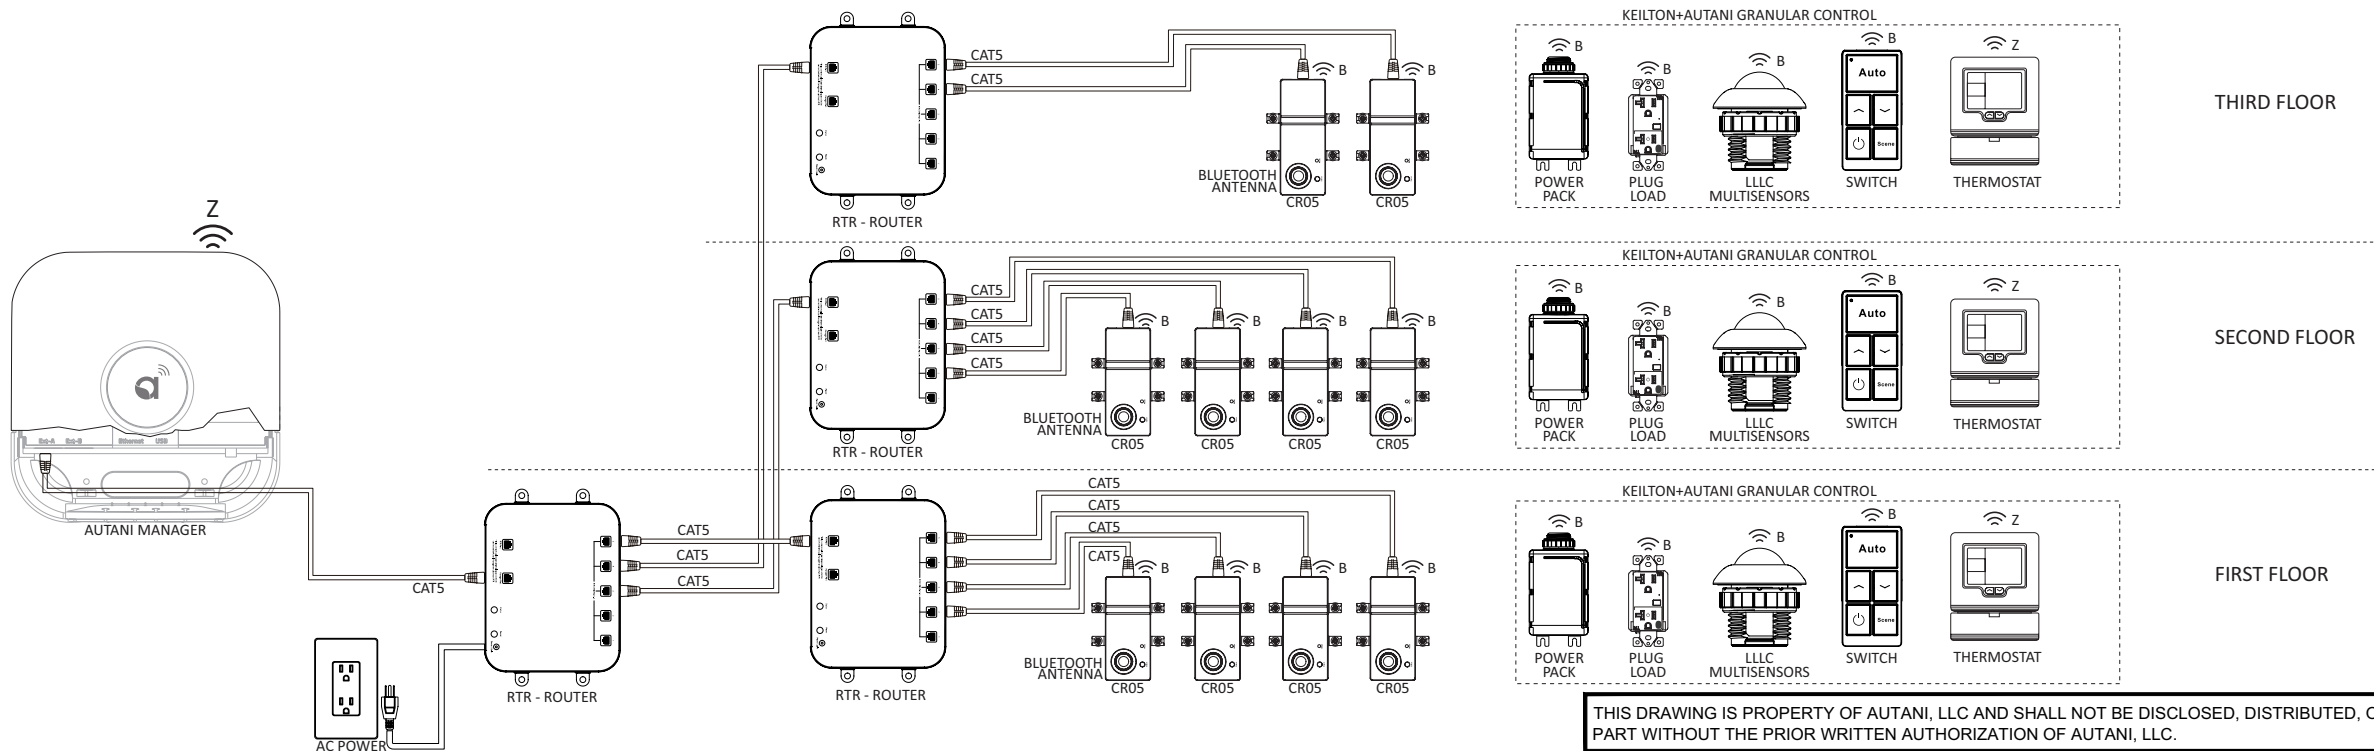 KEILTON+AUTANI GRANULAR CONTROL
CAT5
CAT5
B
B
B
B
B
B
Z
Auto
Scene
THIRD FLOOR
BLUETOOTH
ANTENNA
CR05
CR05
POWER
PACK
PLUG
LOAD
LLLC
MULTISENSORS
SWITCH
THERMOSTAT
RTR - ROUTER
Z
KEILTON+AUTANI GRANULAR CONTROL
CAT5
CAT5
CAT5
CAT5
B
B
B
B
B
B
B
B
Z
Auto
Scene
SECOND FLOOR
BLUETOOTH
ANTENNA
CR05
CR05
CR05
CR05
POWER
PACK
PLUG
LOAD
LLLC
MULTISENSORS
SWITCH
THERMOSTAT
RTR - ROUTER
a
Ext-A Ext-B Ethernet USB
AUTANI MANAGER
CAT5
CAT5
CAT5
CAT5
KEILTON+AUTANI GRANULAR CONTROL
CAT5
CAT5
CAT5
CAT5
B
B
B
B
B
B
B
B
Z
Auto
Scene
FIRST FLOOR
BLUETOOTH
ANTENNA
CR05
CR05
CR05
CR05
POWER
PACK
PLUG
LOAD
LLLC
MULTISENSORS
SWITCH
THERMOSTAT
RTR - ROUTER
RTR - ROUTER
AC POWER
THIS DRAWING IS PROPERTY OF AUTANI, LLC AND SHALL NOT BE DISCLOSED, DISTRIBUTED,
PART WITHOUT THE PRIOR WRITTEN AUTHORIZATION OF AUTANI, LLC.